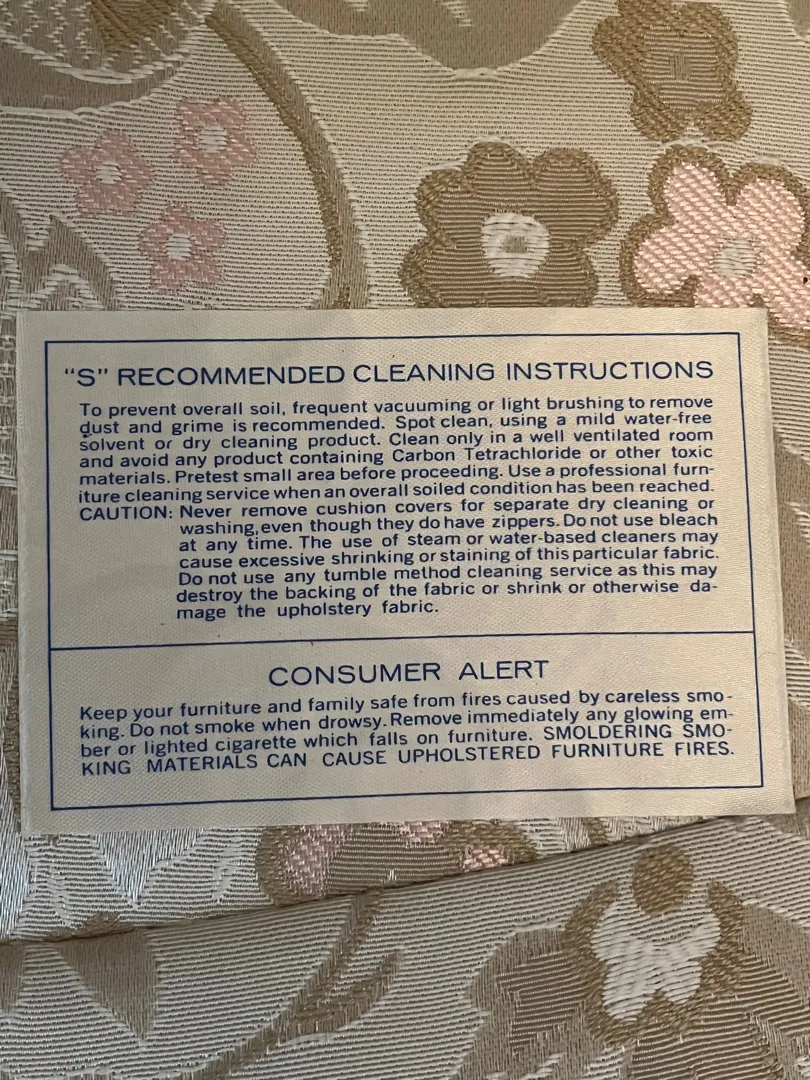 “S” RECOMMENDED CLEANING INSTRUCTIONS
To prevent overall soil, frequent vacuuming or light brushing to remove
dust and grime is recommended. Spot clean, using a mild water-free
solvent or dry cleaning product. Clean only in a well ventilated room
and avoid any product containing Carbon Tetrachloride or other toxic
materials. Pretest small area before proceeding. Use a professional furn-
iture cleaning service when an overall soiled condition has been reached.
CAUTION: Never remove cushion covers for separate dry cleaning or
washing, even though they do have zippers. Do not use bleach
at any time. The use of steam or water-based cleaners may
cause excessive shrinking or staining of this particular fabric.
Do not use any tumble method cleaning service as this may
destroy the backing of the fabric or shrink or otherwise da-
mage the upholstery fabric.
CONSUMER ALERT
Keep your furniture and family safe from fires caused by careless smo-
king. Do not smoke when drowsy. Remove immediately any glowing em-
ber or lighted cigarette which falls on furniture. SMOLDERING SMO-
KING MATERIALS CAN CAUSE UPHOLSTERED FURNITURE FIRES.